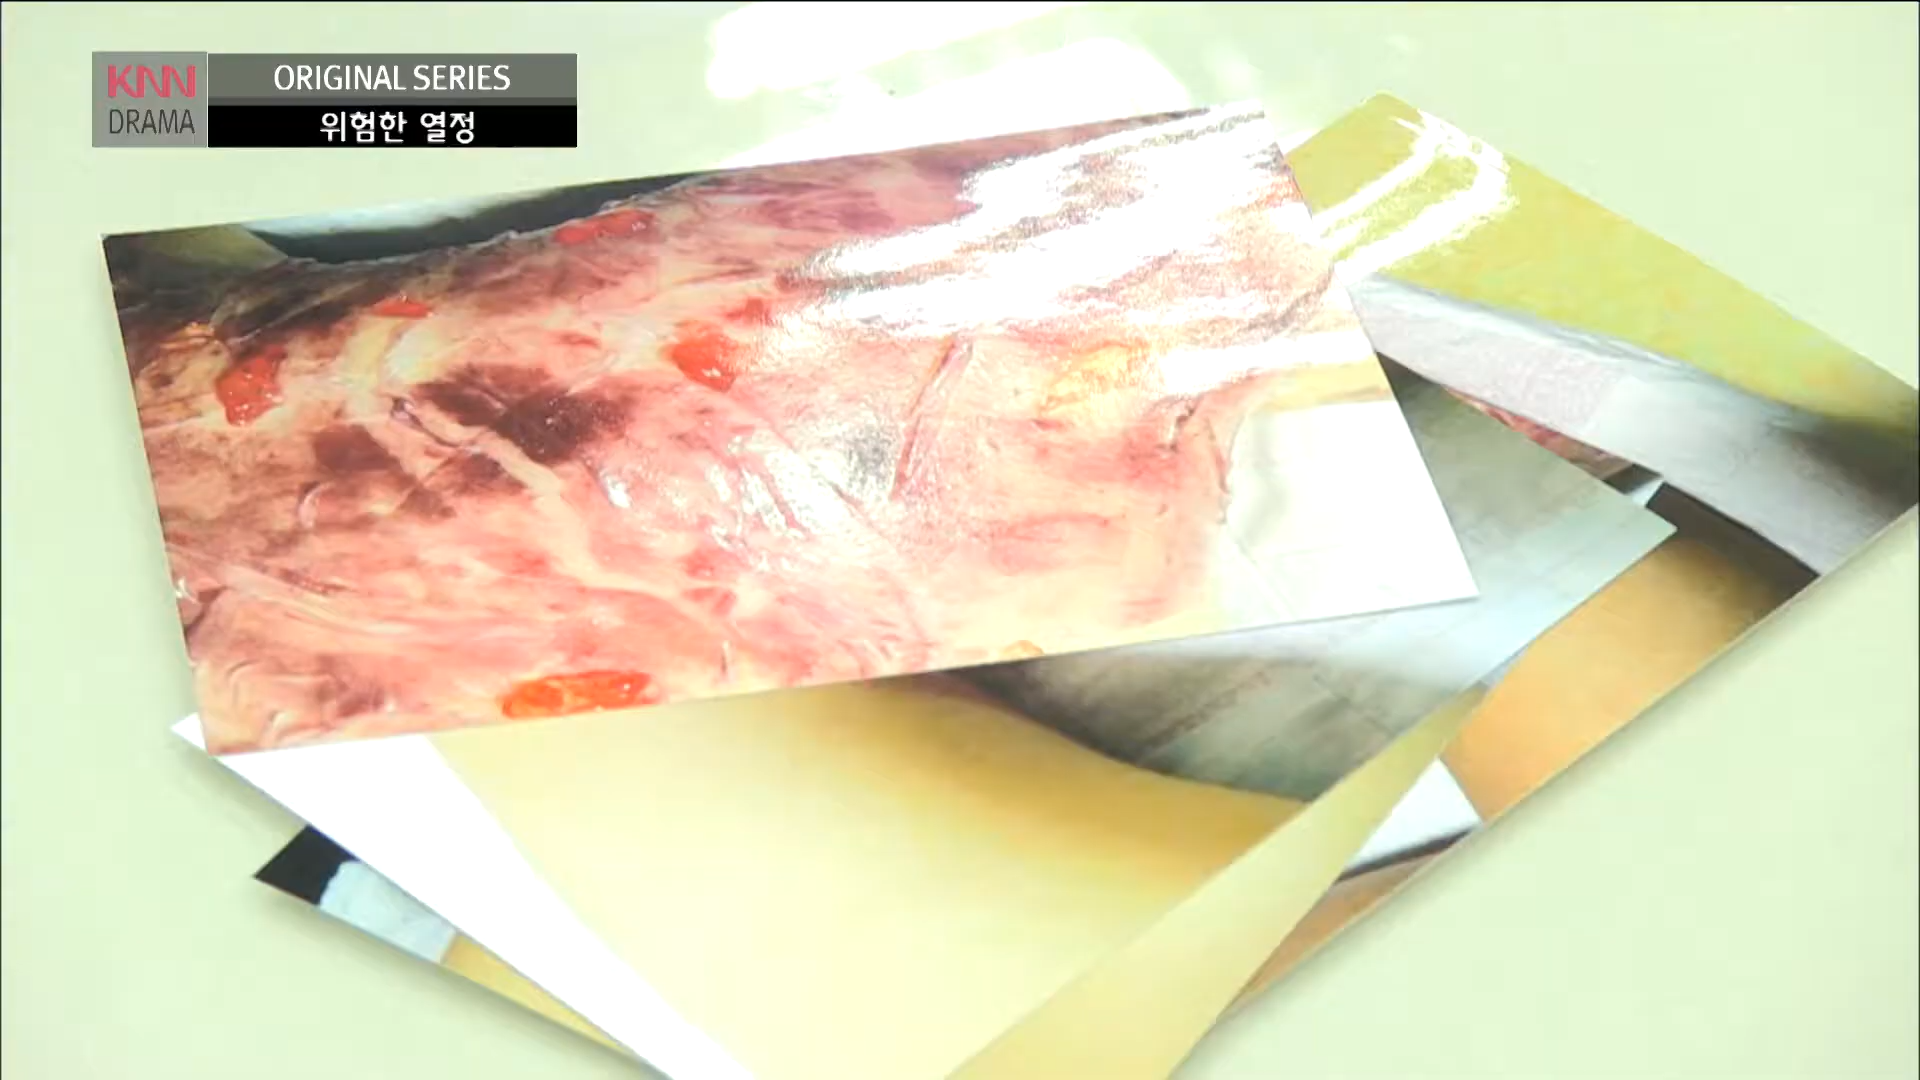 KNN
DRAMA
ORIGINAL SERIES
위험한 열정